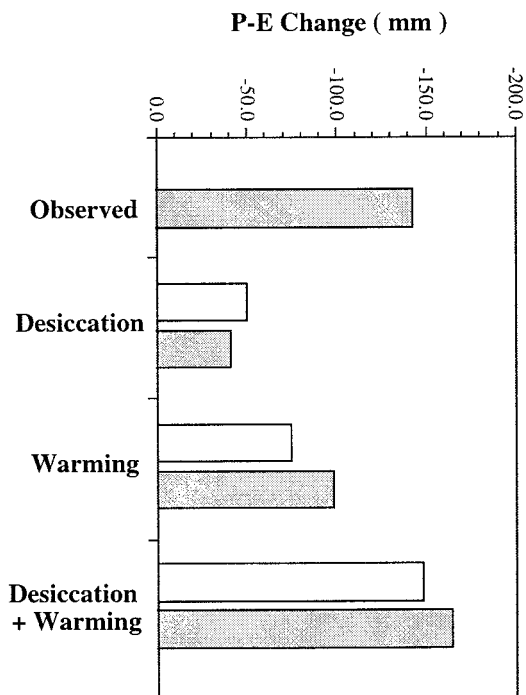 P-E Change ( mm )
0.0
-50.0
-100.0
-150.0
-200.0
Observed
Desiccation
Warming
Desiccation
+ Warming